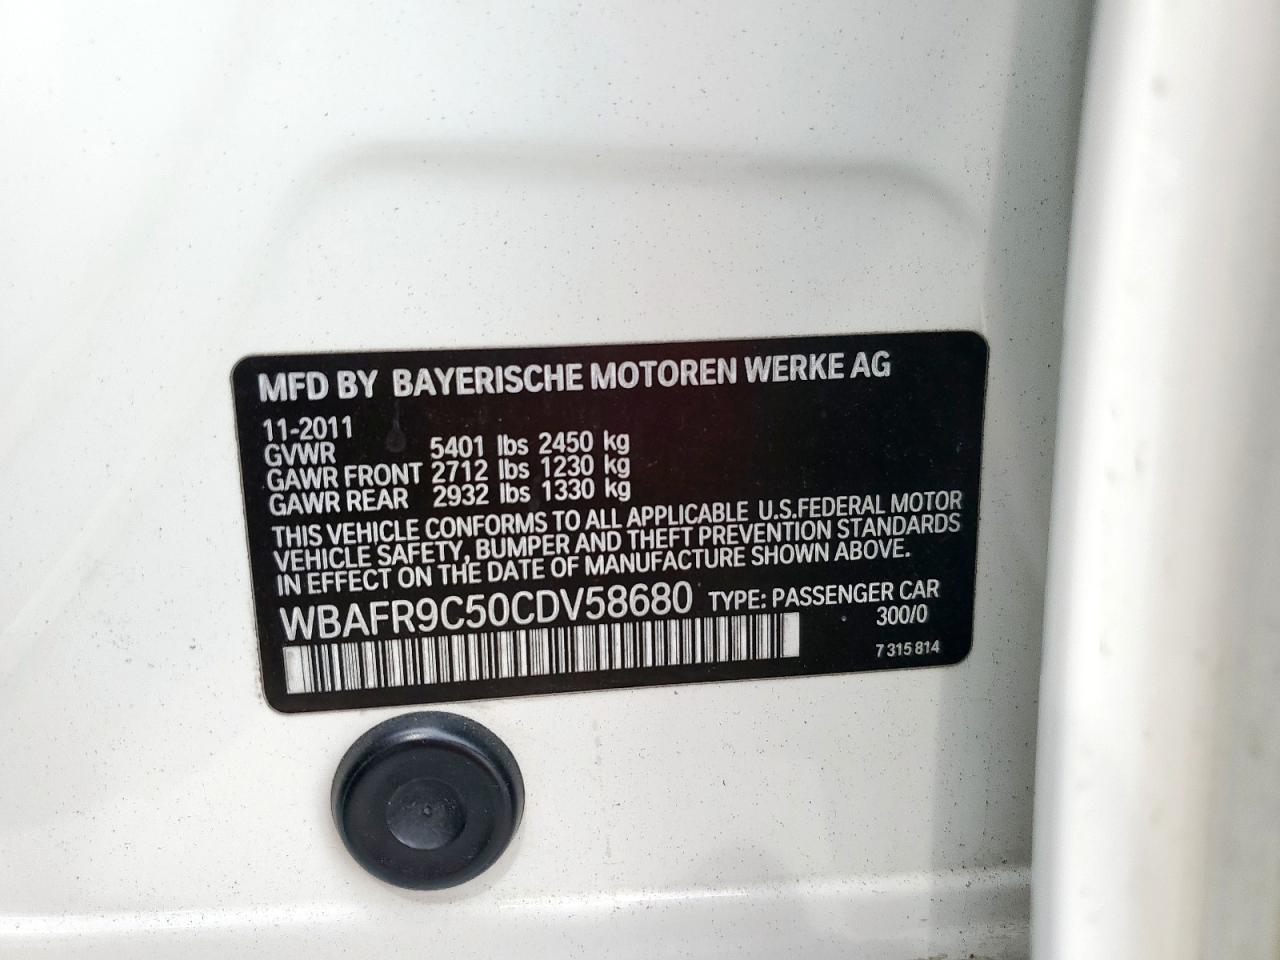 MFD BY BAYERISCHE MOTOREN WERKE AG
11-2011
GVWR 5401 lbs 2450 kg
GAWR FRONT 2712 lbs 1230 kg
GAWR REAR 2932 lbs 1330 kg
THIS VEHICLE CONFORMS TO ALL APPLICABLE U.S.FEDERAL MOTOR
VEHICLE SAFETY, BUMPER AND THEFT PREVENTION STANDARDS
IN EFFECT ON THE DATE OF MANUFACTURE SHOWN ABOVE.
WBAFR9C50CDV58680 TYPE: PASSENGER CAR
300/0
7 315 814